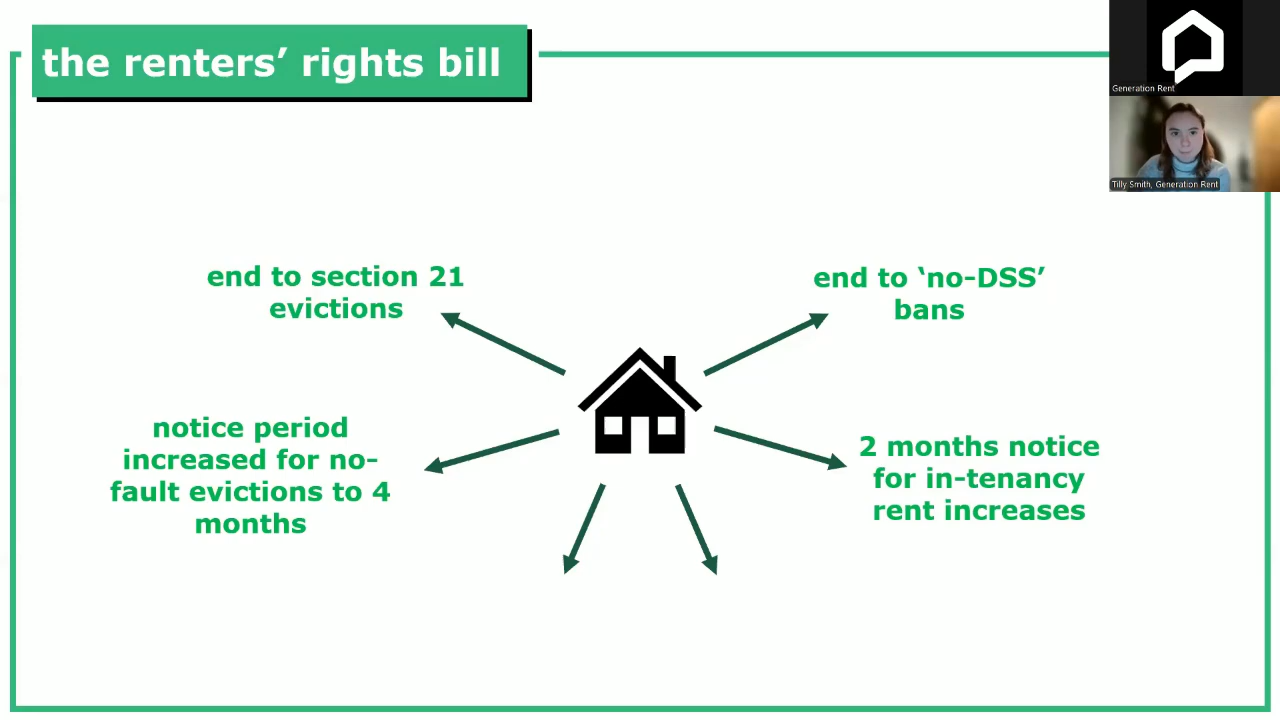 the renters’ rights bill
Generation Rent
Tilly Smith, Generation Rent
end to section 21
evictions
end to ‘no-DSS’
bans
notice period
increased for no-
fault evictions to 4
months
2 months notice
for in-tenancy
rent increases